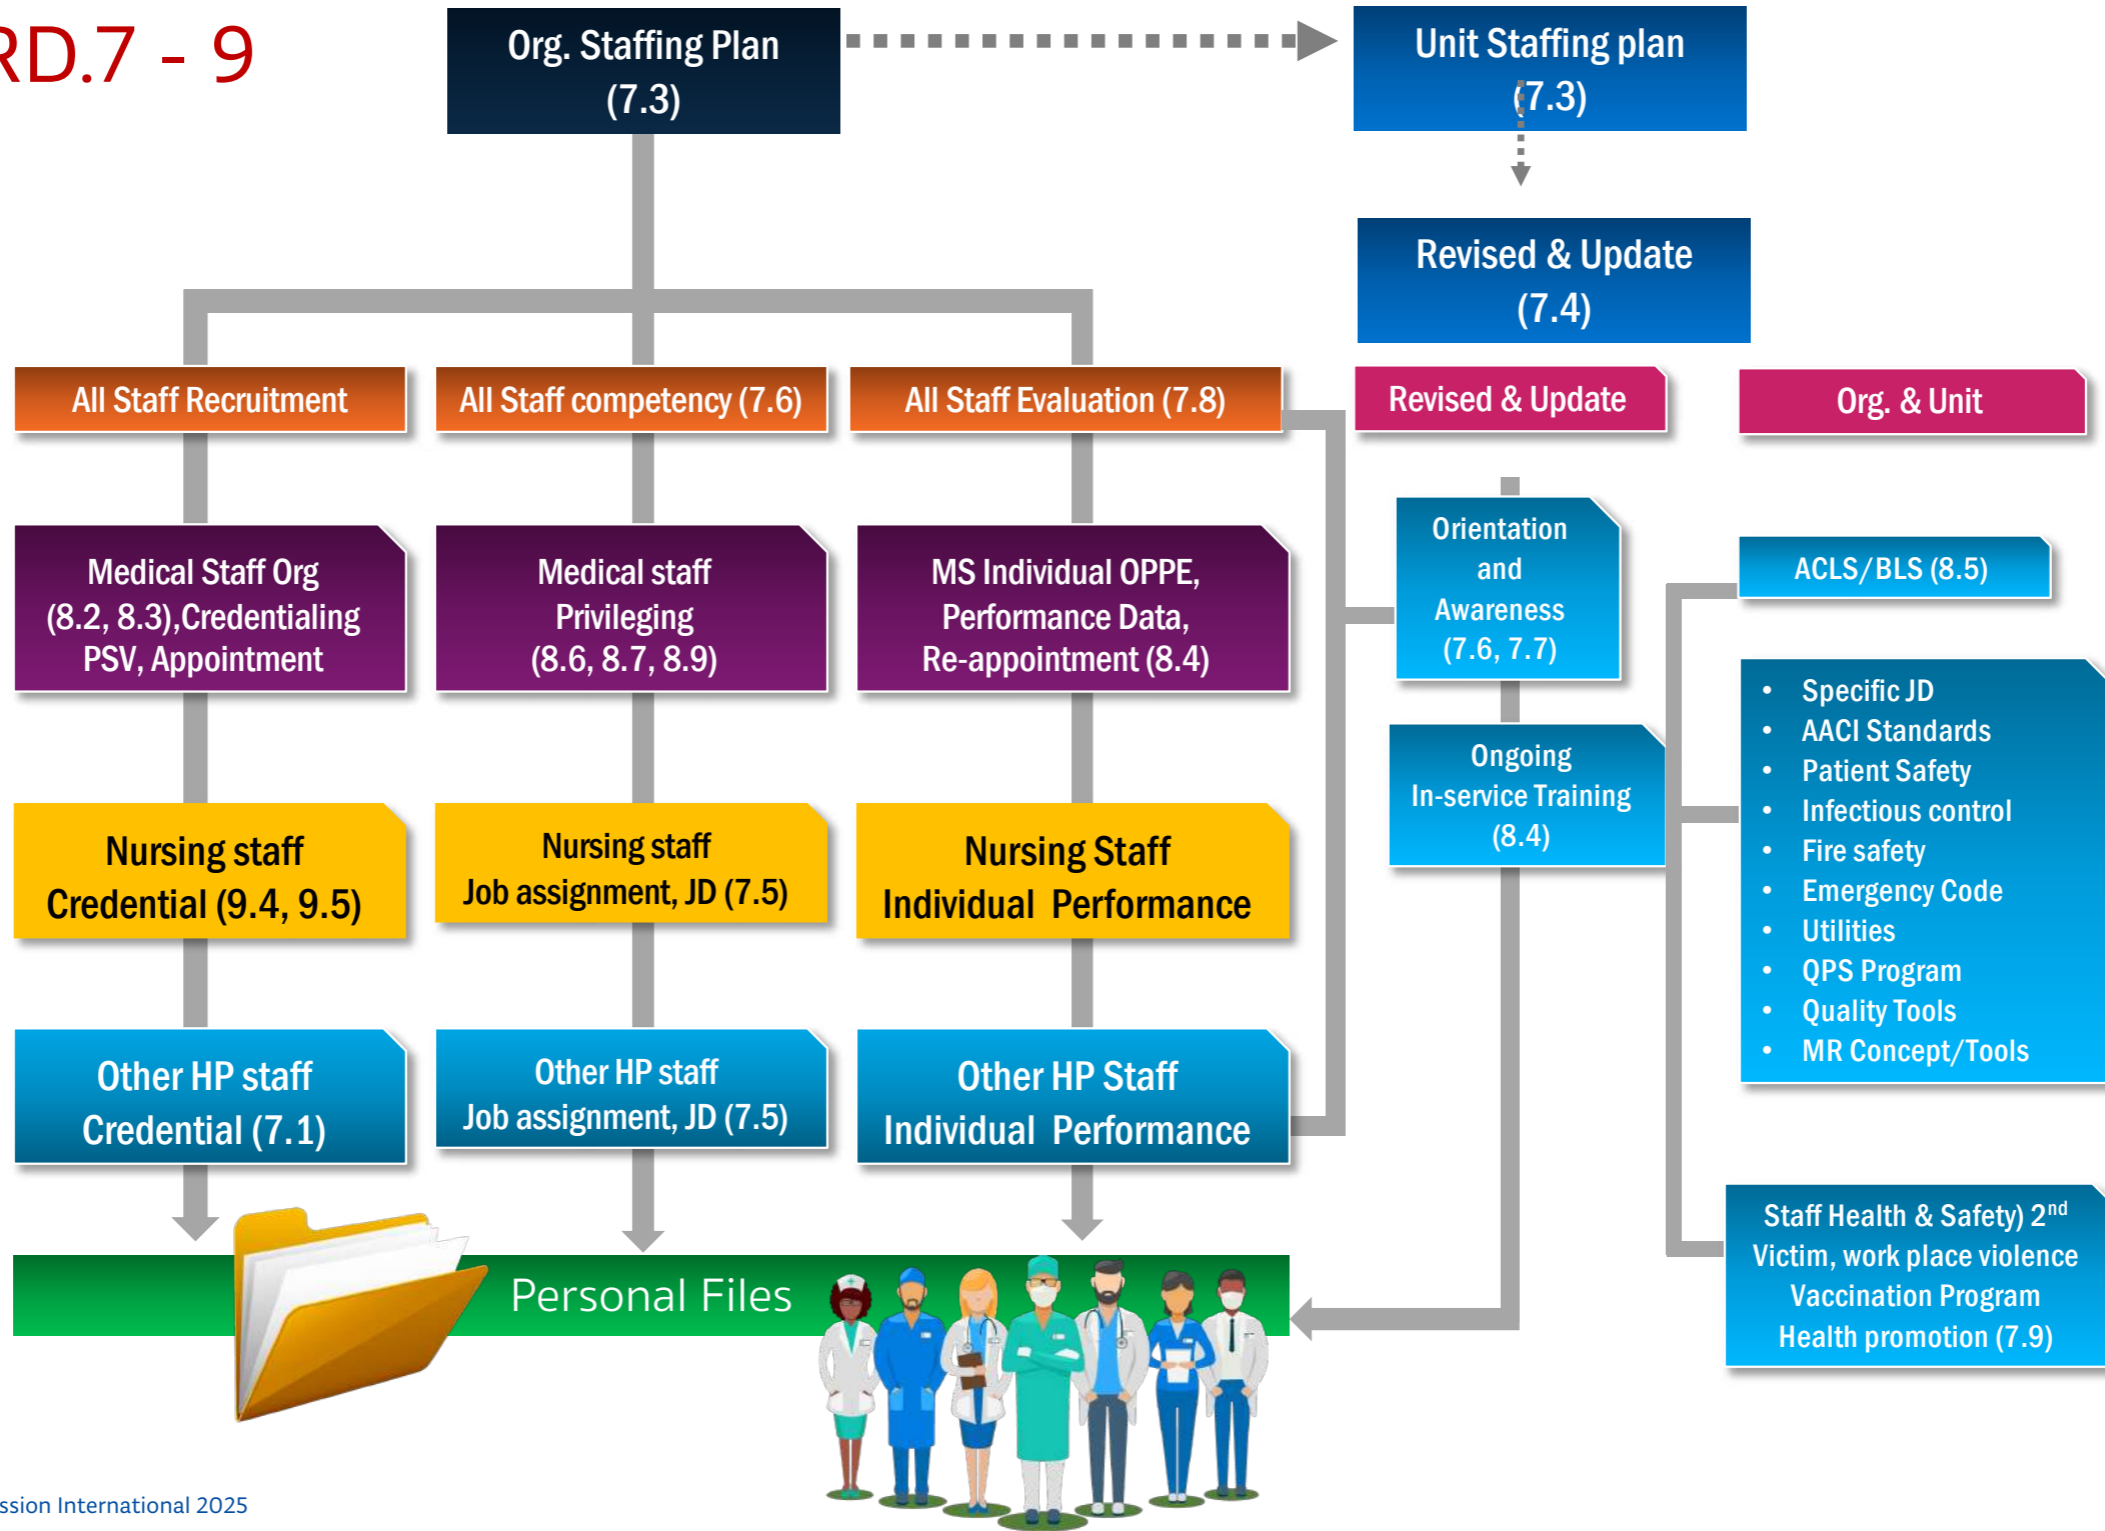 RD.7 - 9
Org. Staffing Plan
(7.3)
Unit Staffing plan
(7.3)
Revised & Update
(7.4)
All Staff Recruitment
All Staff competency (7.6)
All Staff Evaluation (7.8)
Revised & Update
Org. & Unit
Medical Staff Org
(8.2, 8.3),Credentialing
PSV, Appointment
Medical staff
Privileging
(8.6, 8.7, 8.9)
MS Individual OPPE,
Performance Data,
Re-appointment (8.4)
Orientation
and
Awareness
(7.6, 7.7)
ACLS/BLS (8.5)
Ongoing
In-service Training
(8.4)
• Specific JD
• AACI Standards
• Patient Safety
• Infectious control
• Fire safety
• Emergency Code
• Utilities
• QPS Program
• Quality Tools
• MR Concept/Tools
Nursing staff
Credential (9.4, 9.5)
Nursing staff
Job assignment, JD (7.5)
Nursing Staff
Individual Performance
Other HP staff
Credential (7.1)
Other HP staff
Job assignment, JD (7.5)
Other HP Staff
Individual Performance
Staff Health & Safety) 2nd
Victim, work place violence
Vaccination Program
Health promotion (7.9)
Personal Files
ssion International 2025